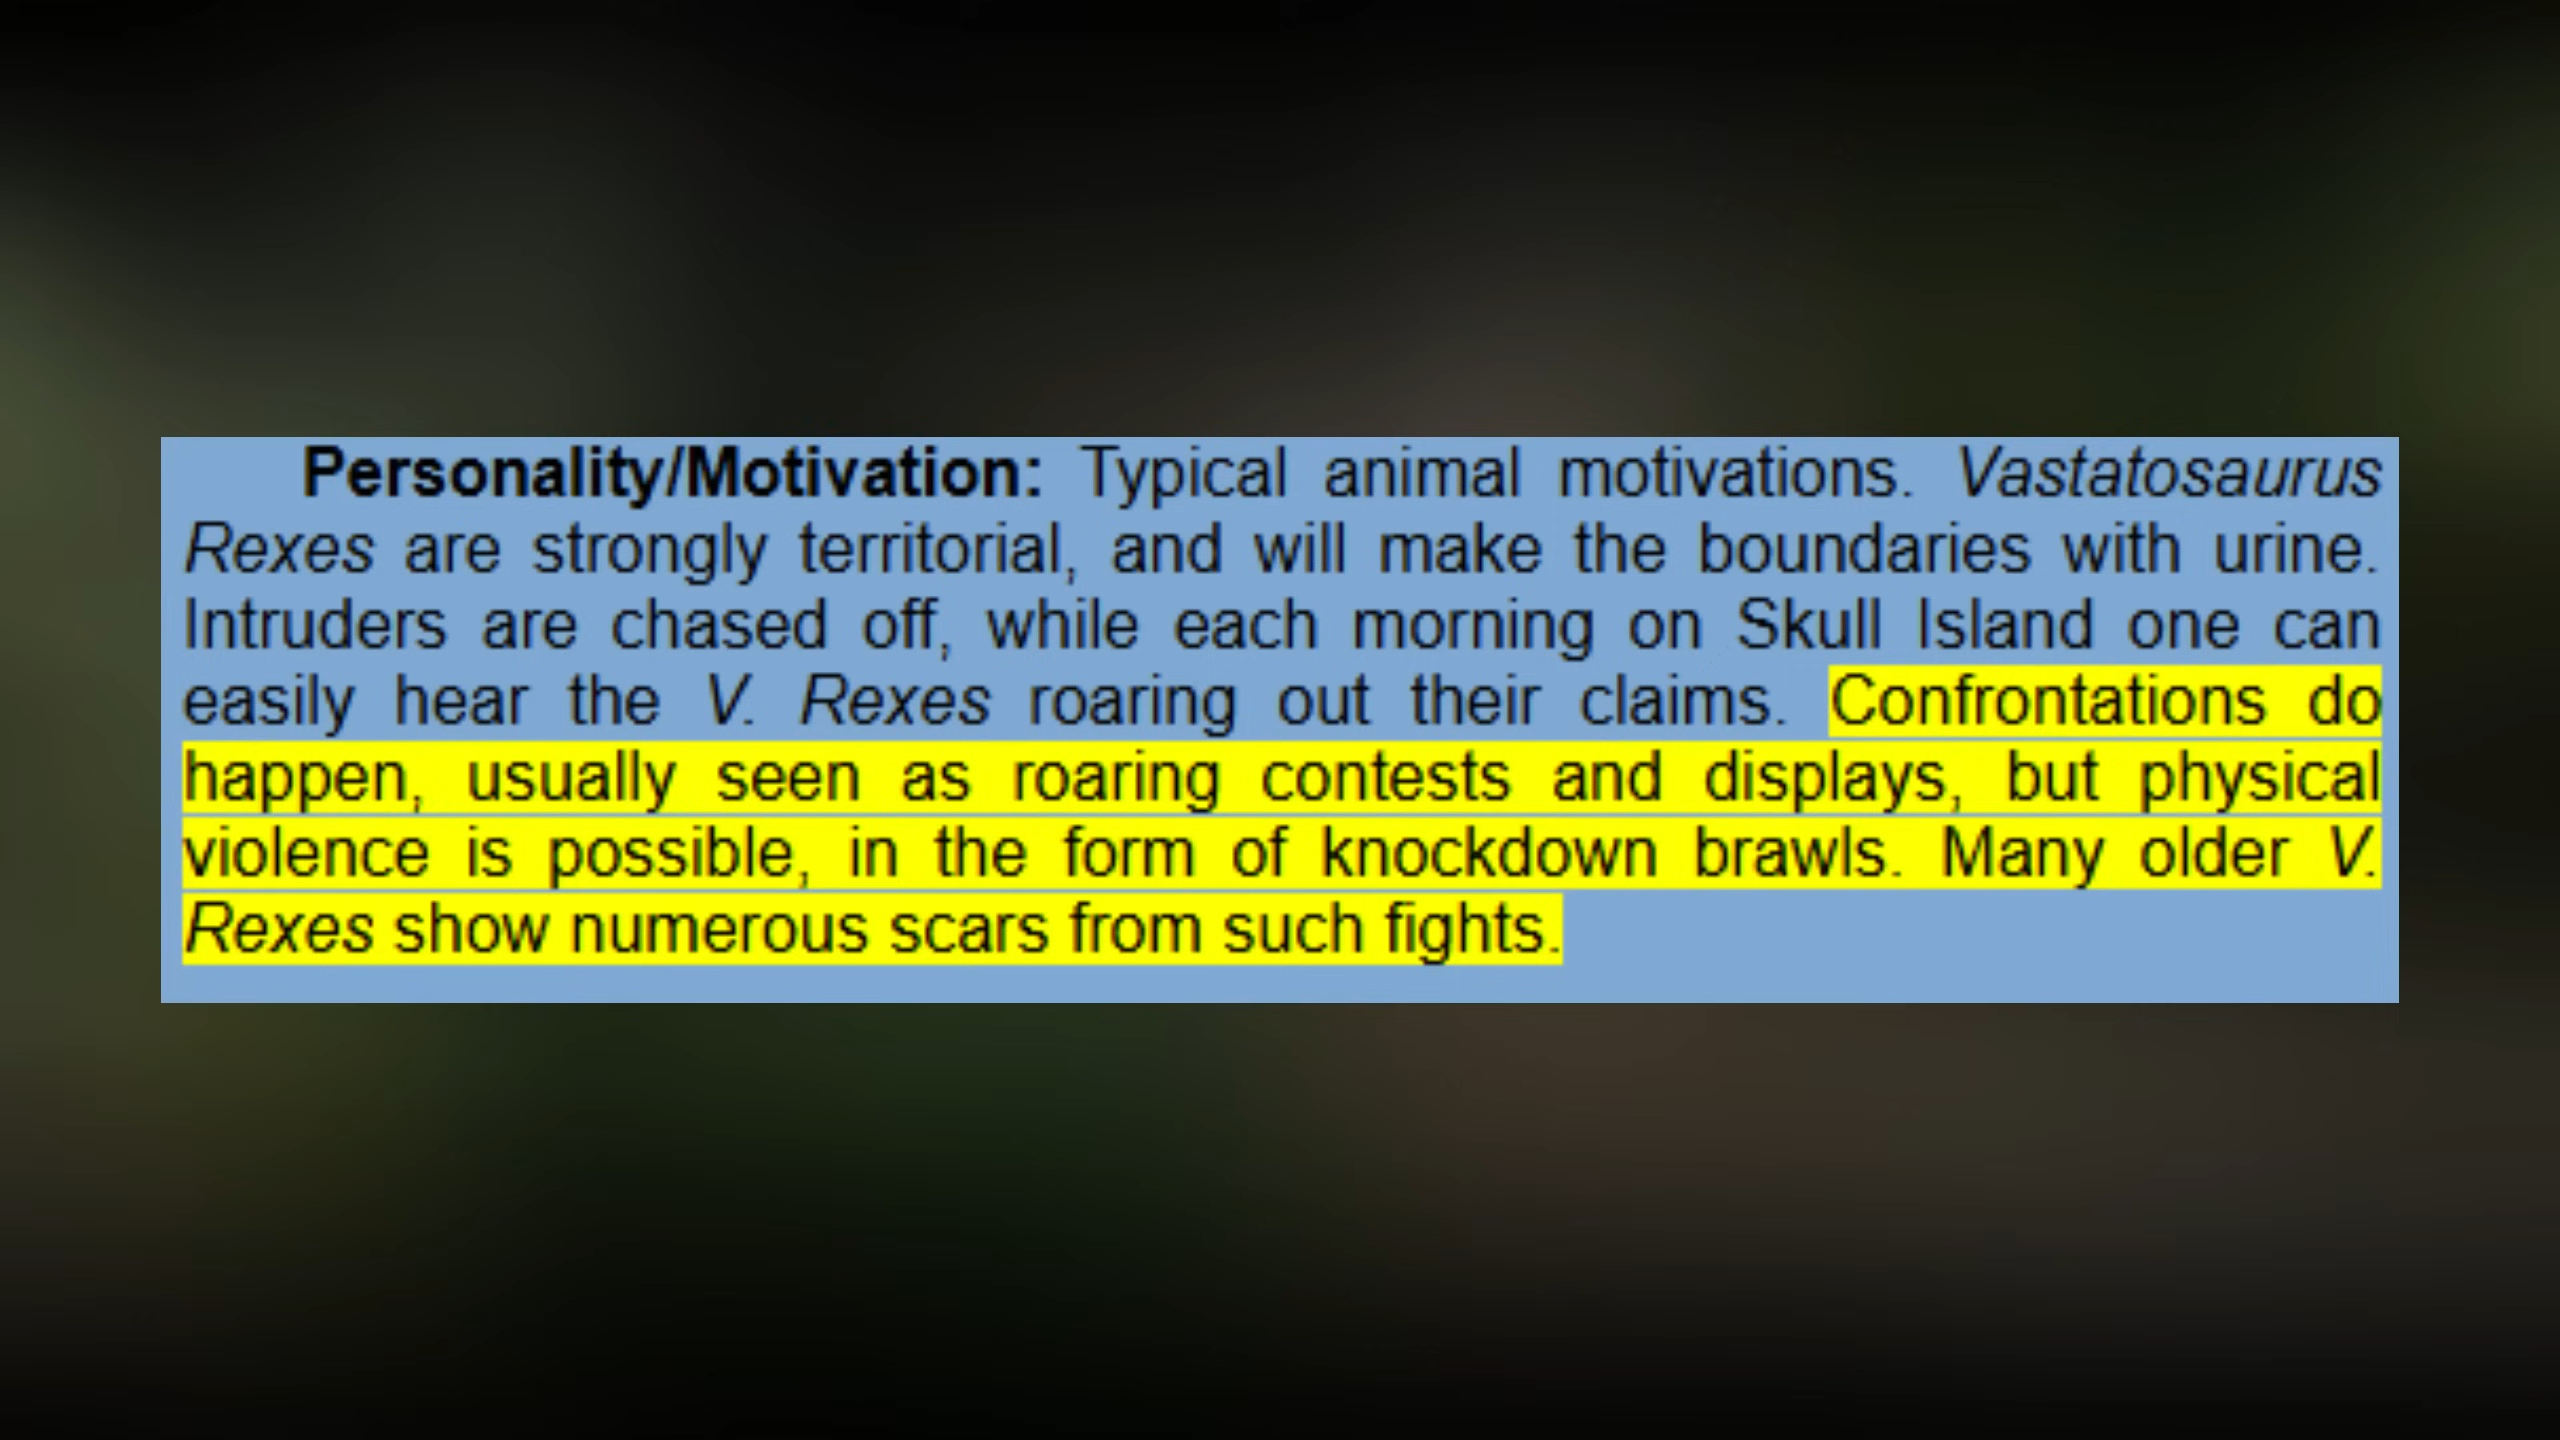 Personality/Motivation: Typical animal motivations. Vastatosaurus
Rexes are strongly territorial, and will make the boundaries with urine.
Intruders are chased off, while each morning on Skull Island one can
easily hear the V. Rexes roaring out their claims. Confrontations do
happen, usually seen as roaring contests and displays, but physical
violence is possible, in the form of knockdown brawls. Many older V.
Rexes show numerous scars from such fights.